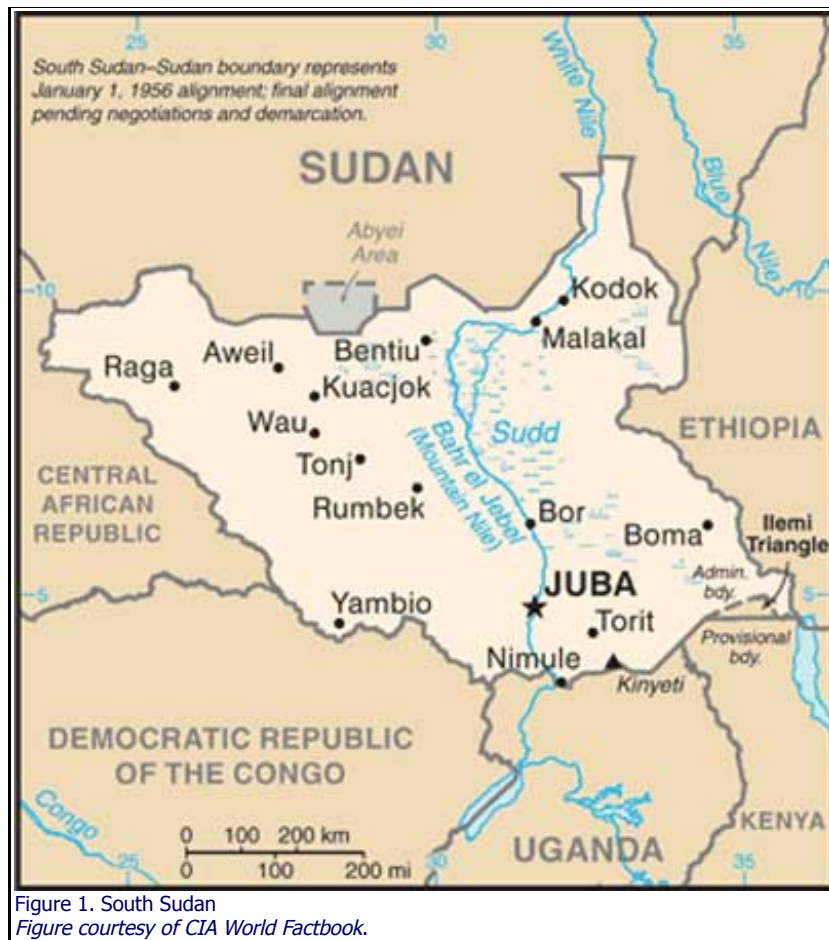 25
30
35
South Sudan–Sudan boundary represents
January 1, 1956 alignment; final alignment
pending negotiations and demarcation.
White Nile
Blue
Nile
SUDAN
Abyei
Area
10
10
Kodok
Malakal
Bentiu
Aweil
Raga
Kuacjok
Wau
Sudd
ETHIOPIA
Tonj
CENTRAL
AFRICAN
REPUBLIC
Bahr el Jebel
(Mountain Nile)
Rumbek
Bor
Boma
Ilemi
Triangle
Admin.
bdy.
5
5
JUBA
Yambio
Torit
Provisional
bdy.
Nimule
Kinyeti
DEMOCRATIC REPUBLIC
OF THE CONGO
Congo
0 100 200 km
0 100 200 mi
UGANDA
KENYA
25
30
35
Figure 1. South Sudan
Figure courtesy of CIA World Factbook.